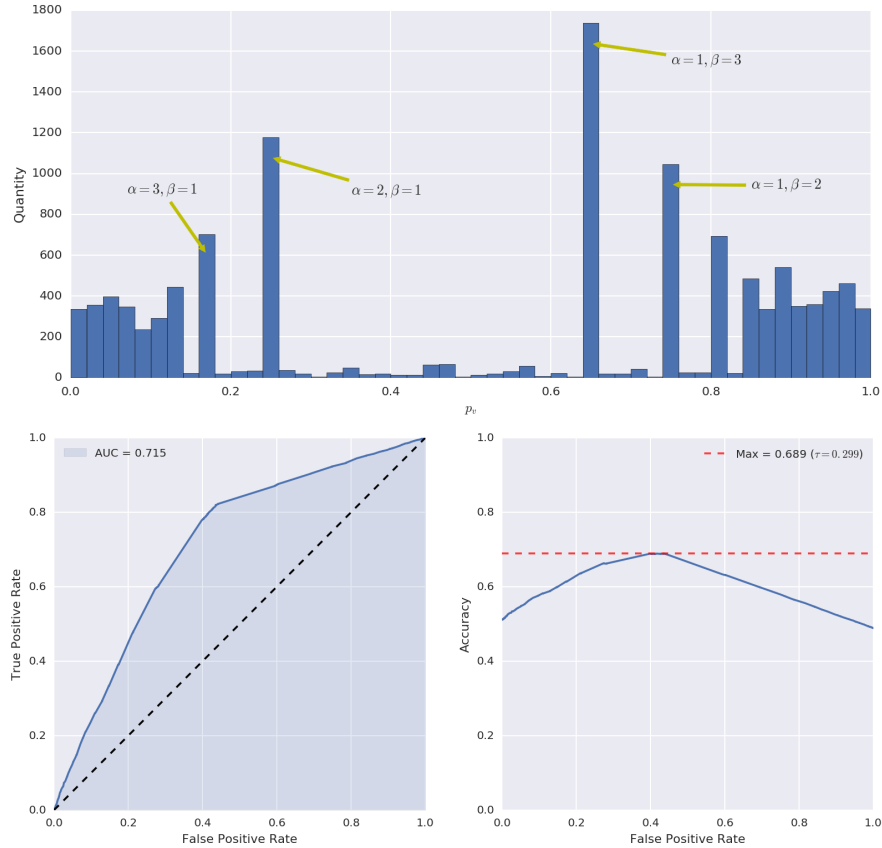 1800
1600
1400
1200
1000
800
600
400
200
0
Quantity
α=1, β=3
α=3, β=1
α=2, β=1
α=1, β=2
0.0 0.2 0.4 0.6 0.8 1.0
p_v
1.0
0.8
0.6
0.4
0.2
0.0
True Positive Rate
AUC = 0.715
0.0 0.2 0.4 0.6 0.8 1.0
False Positive Rate
1.0
0.8
0.6
0.4
0.2
0.0
Accuracy
Max = 0.689 (τ=0.299)
0.0 0.2 0.4 0.6 0.8 1.0
False Positive Rate